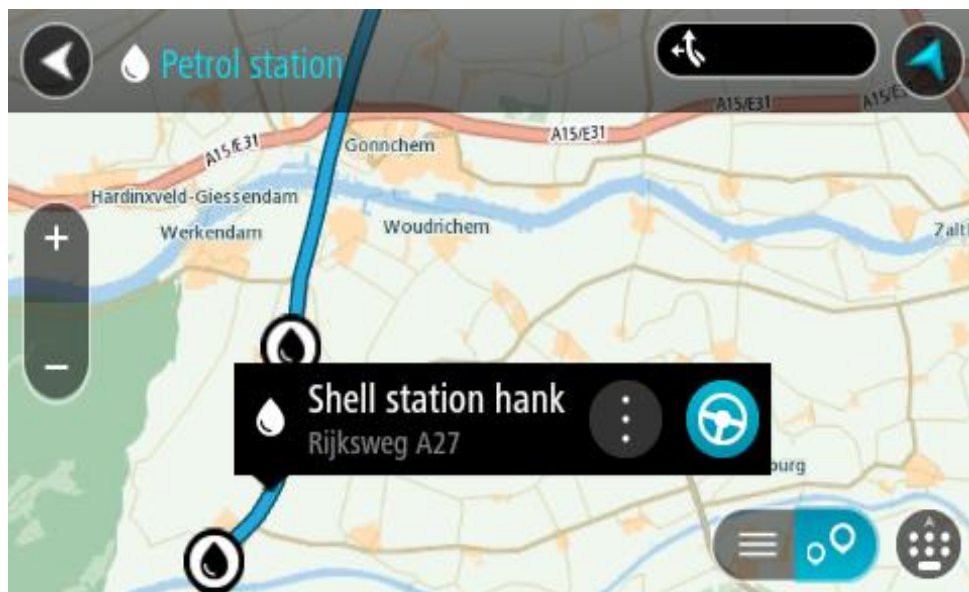 Petrol station
A15/E31
A15/E31
A15/E31
Gonnchem
Hardinxveld-Giessendam
Werkendam
Woudrichem
Shell station hank
Rijksweg A27